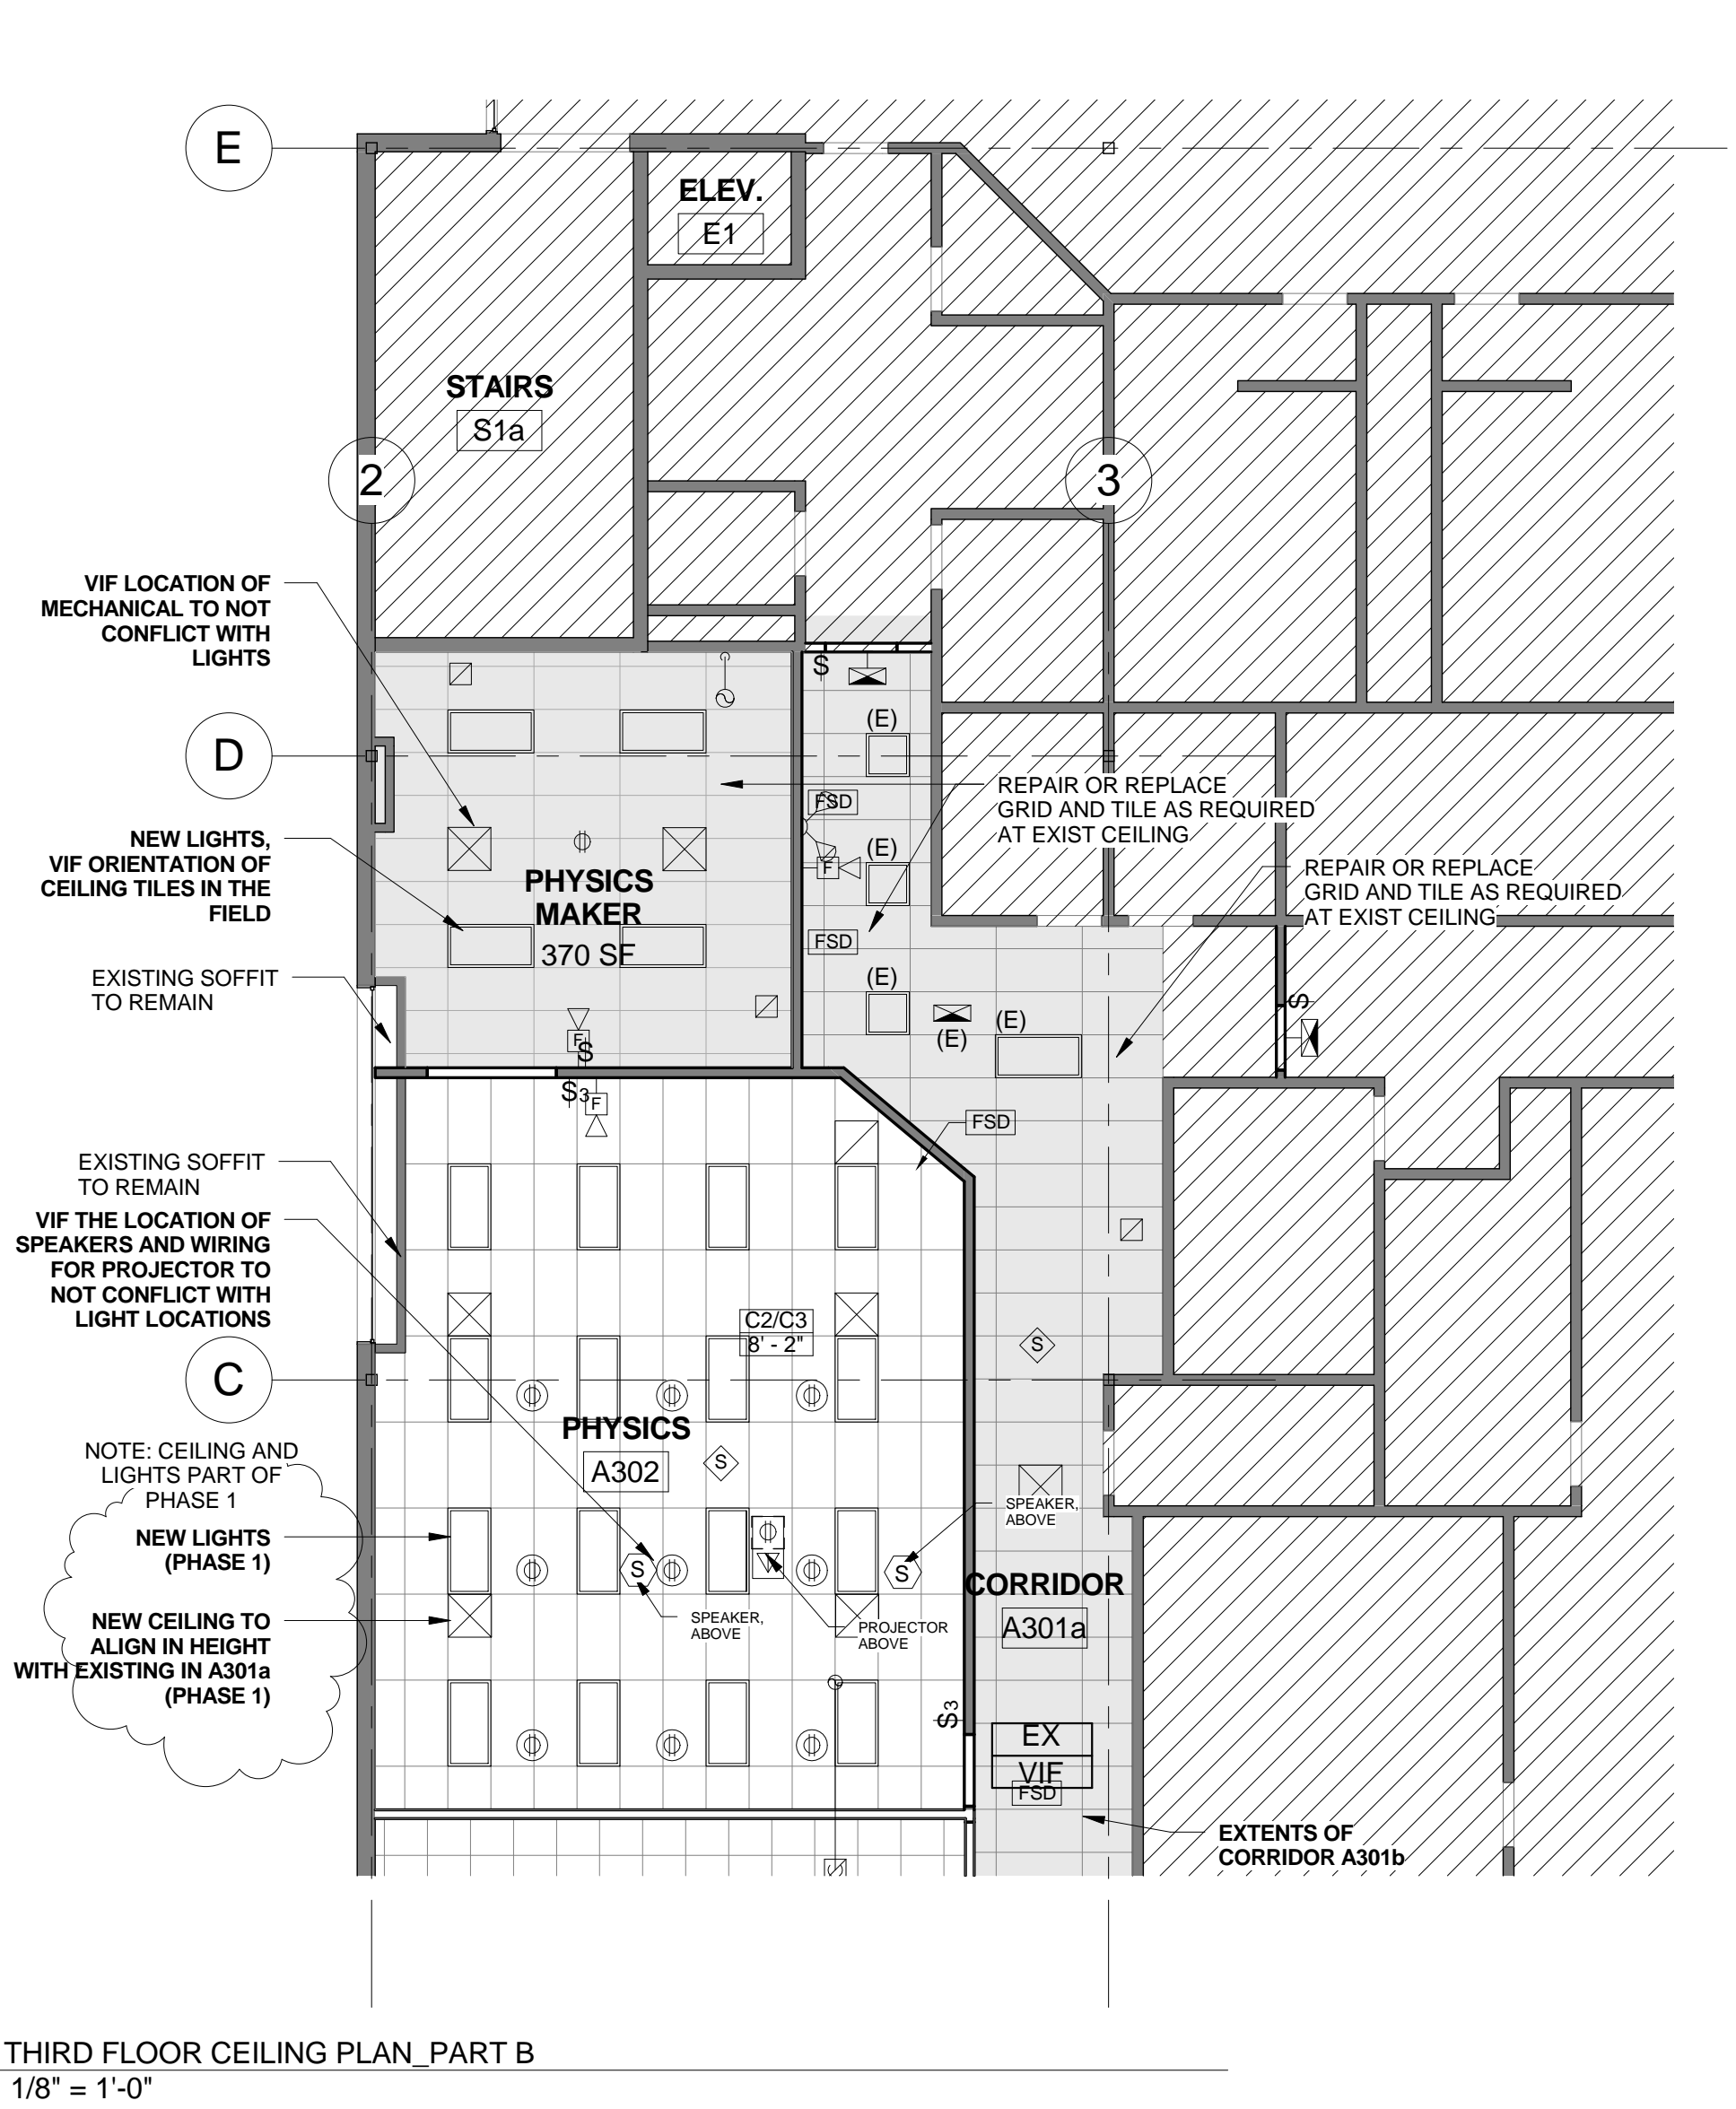 E
ELEV.
E1
STAIRS
S1a
2
3
VIF LOCATION OF
MECHANICAL TO NOT
CONFLICT WITH
LIGHTS
S
(E)
D
REPAIR OR REPLACE
GRID AND TILE AS REQUIRED
AT EXIST CEILING
FSD
NEW LIGHTS,
VIF ORIENTATION OF
CEILING TILES IN THE
FIELD
(E)
F
REPAIR OR REPLACE
GRID AND TILE AS REQUIRED
AT EXIST CEILING
PHYSICS
MAKER
370 SF
FSD
EXISTING SOFFIT
TO REMAIN
(E)
(E)
(E)
S
F
S
S3
F
FSD
EXISTING SOFFIT
TO REMAIN
VIF THE LOCATION OF
SPEAKERS AND WIRING
FOR PROJECTOR TO
NOT CONFLICT WITH
LIGHT LOCATIONS
C2/C3
8' - 2"
S
C
PHYSICS
A302
S
NOTE: CEILING AND
LIGHTS PART OF
PHASE 1
NEW LIGHTS
(PHASE 1)
SPEAKER,
ABOVE
S
S
CORRIDOR
A301a
NEW CEILING TO
ALIGN IN HEIGHT
WITH EXISTING IN A301a
(PHASE 1)
SPEAKER,
ABOVE
PROJECTOR
ABOVE
S3
EX
VIF
FSD
EXTENTS OF
CORRIDOR A301b
THIRD FLOOR CEILING PLAN_PART B
1/8" = 1'-0"